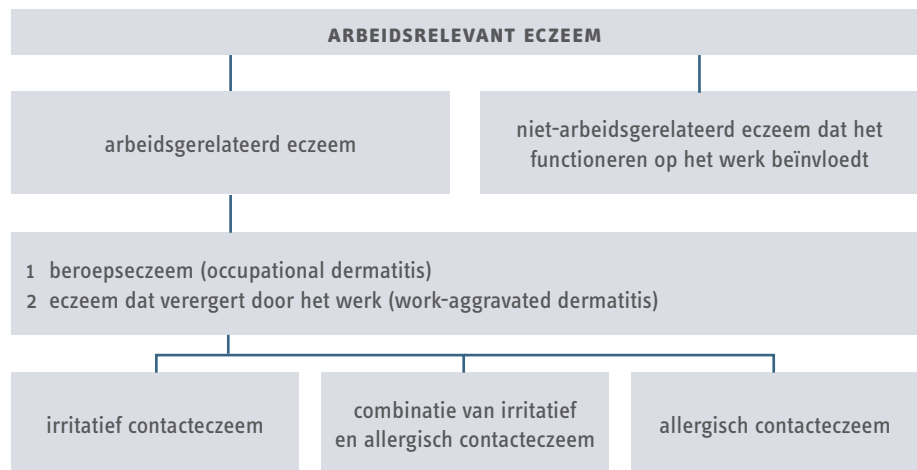 ARBEIDSRELEVANT ECZEEM
arbeidsgerelateerd eczeem
niet-arbeidsgerelateerd eczeem dat het
functioneren op het werk beïnvloedt
1 beroepseczeem (occupational dermatitis)
2 eczeem dat verergert door het werk (work-aggravated dermatitis)
irritatief contacteczeem
combinatie van irritatief
en allergisch contacteczeem
allergisch contacteczeem